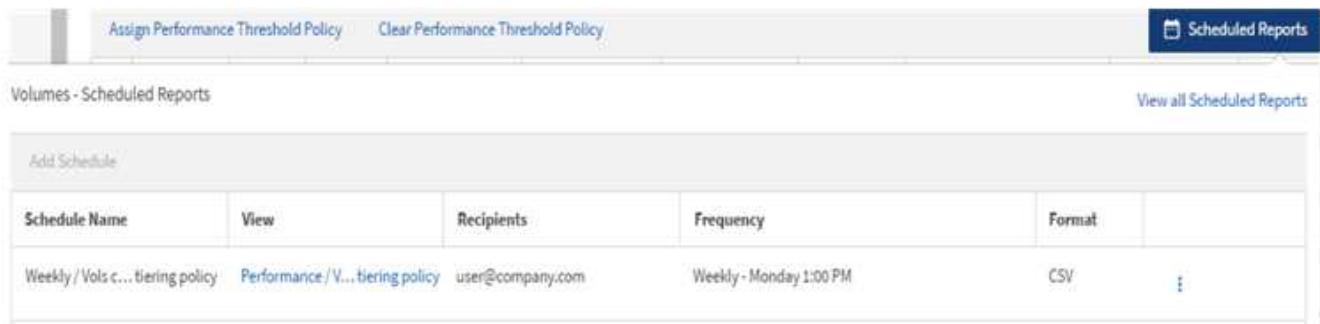 Assign Performance Threshold Policy Clear Performance Threshold Policy Scheduled Reports
Volumes - Scheduled Reports View all Scheduled Reports
Add Schedule
Schedule Name View Recipients Frequency Format
Weekly / Vols c... tiering policy Performance / V... tiering policy user@company.com Weekly - Monday 1:00 PM CSV